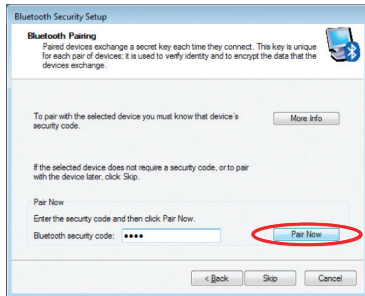 Bluetooth Security Setup
Bluetooth Pairing
Paired devices exchange a secret key each time they connect. This key is unique
for each pair of devices; it is used to verify identity and to encrypt the data that the
devices exchange.
To pair with the selected device you must know that device's
security code.
More Info
If the selected device does not require a security code, or to pair
with the device later, click Skip.
Pair Now
Enter the security code and then click Pair Now.
Bluetooth security code: ••••
Pair Now
< Back
Skip
Cancel